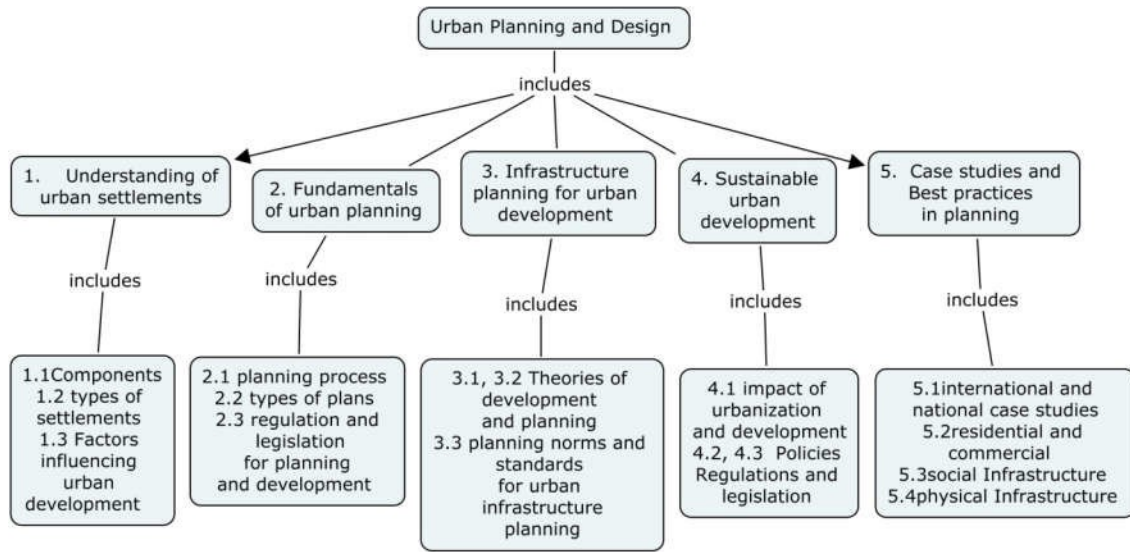 Urban Planning and Design
includes
1. Understanding of
urban settlements
2. Fundamentals
of urban planning
3. Infrastructure
planning for urban
development
4. Sustainable
urban
development
5. Case studies and
Best practices
in planning
includes
includes
includes
includes
includes
1.1Components
1.2 types of
settlements
1.3 Factors
influencing
urban
development
2.1 planning process
2.2 types of plans
2.3 regulation and
legislation
for planning
and development
3.1, 3.2 Theories of
development
and planning
3.3 planning norms and
standards
for urban
infrastructure
planning
4.1 impact of
urbanization
and development
4.2, 4.3 Policies
Regulations and
legislation
5.1international and
national case studies
5.2residential and
commercial
5.3social Infrastructure
5.4physical Infrastructure